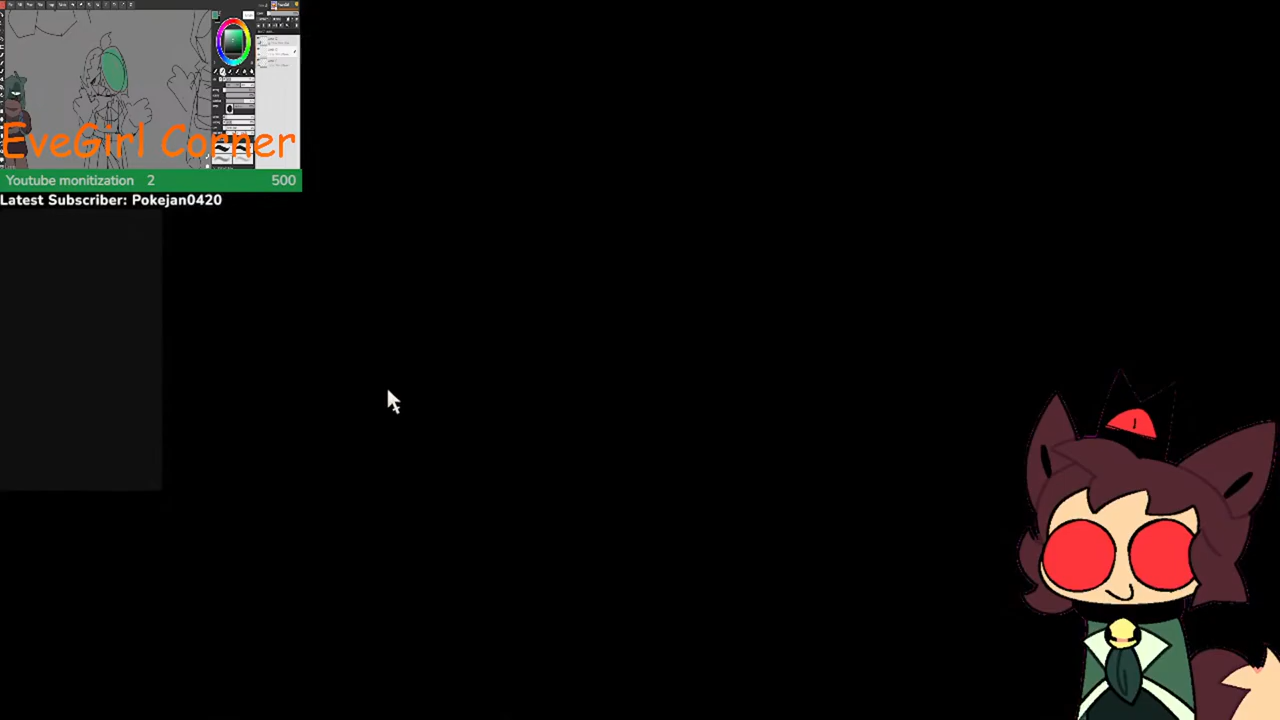 EveGirl Corner
Youtube monitization 2 500
Latest Subscriber: Pokejan0420